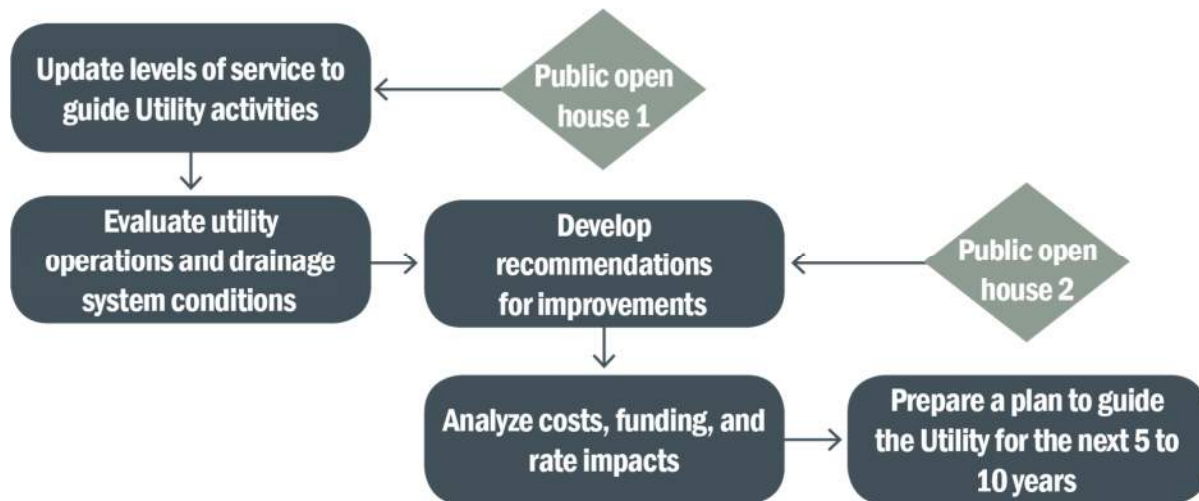 Update levels of service to
guide Utility activities
Public open
house 1
Evaluate utility
operations and drainage
system conditions
Develop
recommendations
for improvements
Public open
house 2
Analyze costs, funding, and
rate impacts
Prepare a plan to guide
the Utility for the next 5 to
10 years